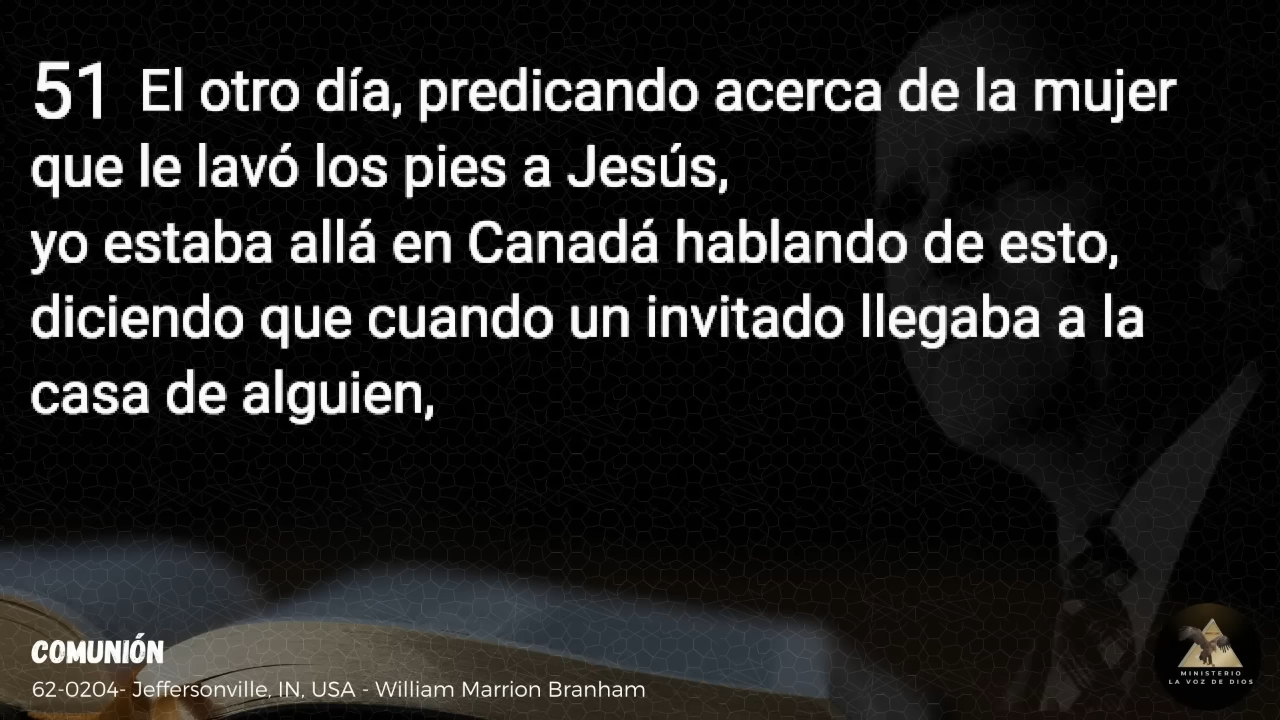 51 El otro día, predicando acerca de la mujer
que le lavó los pies a Jesús,
yo estaba allá en Canadá hablando de esto,
diciendo que cuando un invitado llegaba a la
casa de alguien,
COMUNIÓN
62-0204- Jeffersonville, IN, USA - William Marrion Branham
MINISTERIO
LA VOZ DE DIOS